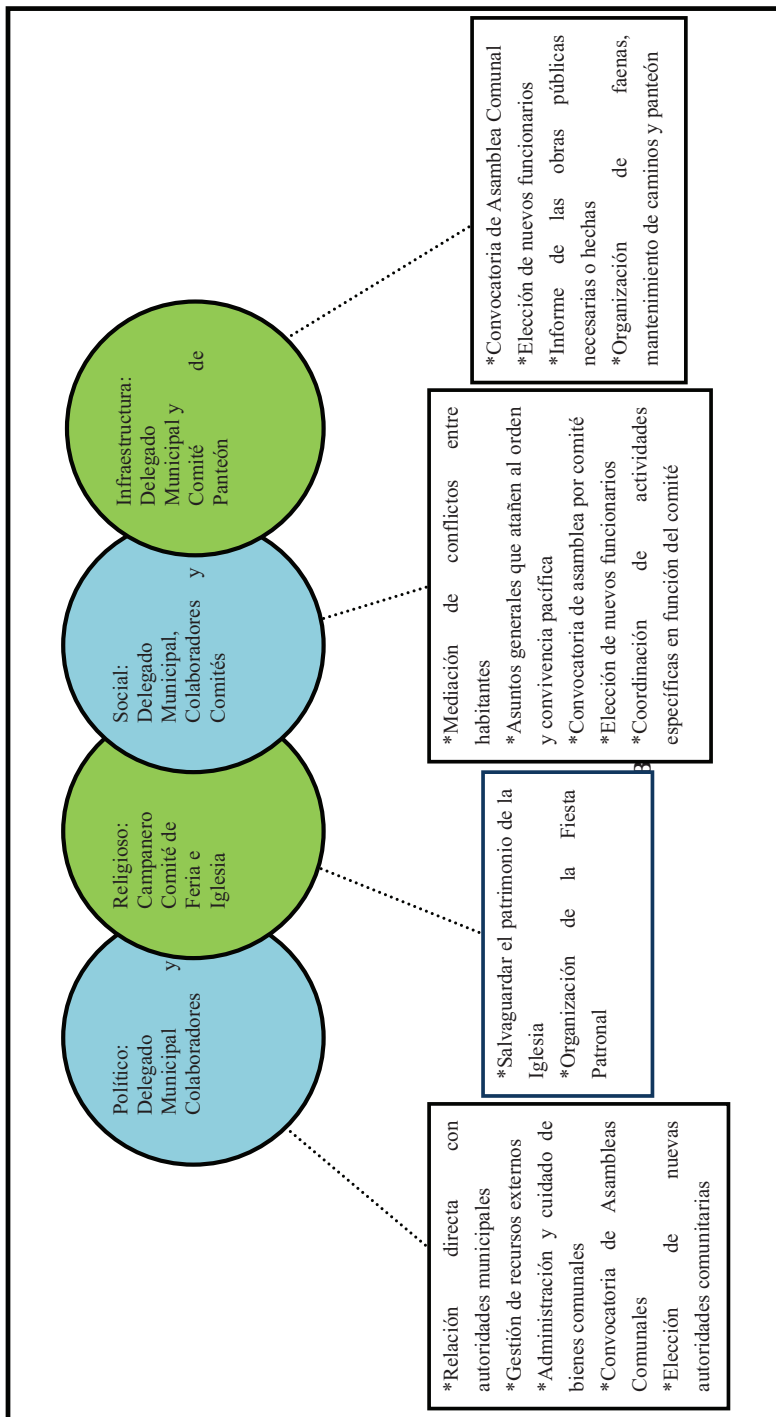 Político:
Delegado
Municipal y
Colaboradores
Religioso:
Campanero
Comité de
Feria e
Iglesia
Social:
Delegado
Municipal,
Colaboradores y
Comités
Infraestructura:
Delegado
Municipal y
Comité de
Panteón
*Relación directa con
autoridades municipales
*Gestión de recursos externos
*Administración y cuidado de
bienes comunales
*Convocatoria de Asambleas
Comunales
*Elección de nuevas
autoridades comunitarias
*Salvaguardar el patrimonio de la
Iglesia
*Organización de la Fiesta
Patronal
*Mediación de conflictos entre
habitantes
*Asuntos generales que atañen al orden
y convivencia pacífica
*Convocatoria de asamblea por comité
*Elección de nuevos funcionarios
*Coordinación de actividades
específicas en función del comité
*Convocatoria de Asamblea Comunal
*Elección de nuevos funcionarios
*Informe de las obras públicas
necesarias o hechas
*Organización de faenas,
mantenimiento de caminos y panteón